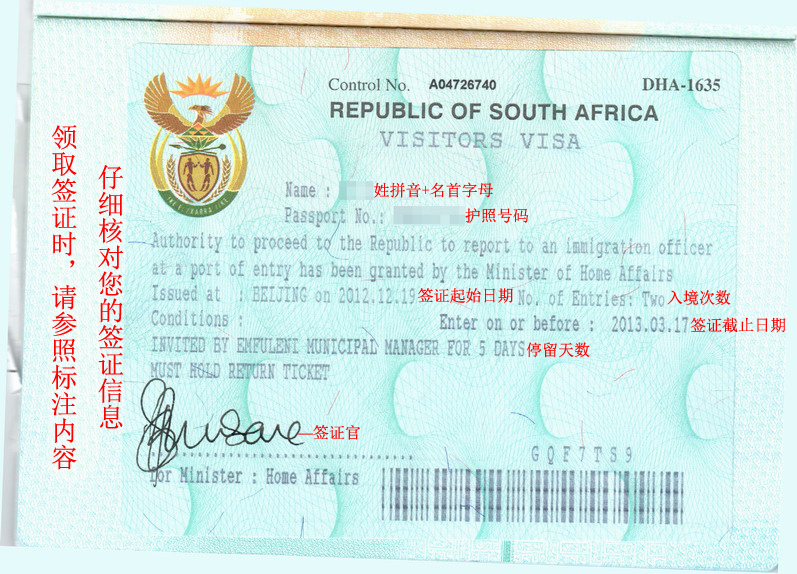 Control No. A04726740 DHA-1635
REPUBLIC OF SOUTH AFRICA
VISITORS VISA
Name : 姓拼音+名首字母
Passport No.: 护照号码
Authority to proceed to the Republic to report to an immigration officer
at a port of entry has been granted by the Minister of Home Affairs
Issued at : BEIJING on 2012.12.19 签证起始日期 No. of Entries: Two 入境次数
Conditions : Enter on or before : 2013.03.17 签证截止日期
INVITED BY EMFULENI MUNICIPAL MANAGER FOR 5 DAYS 停留天数
MUST HOLD RETURN TICKET
签证官
GQF7TS9
For Minister : Home Affairs
领取签证时，请参照标注内容
仔细核对您的签证信息